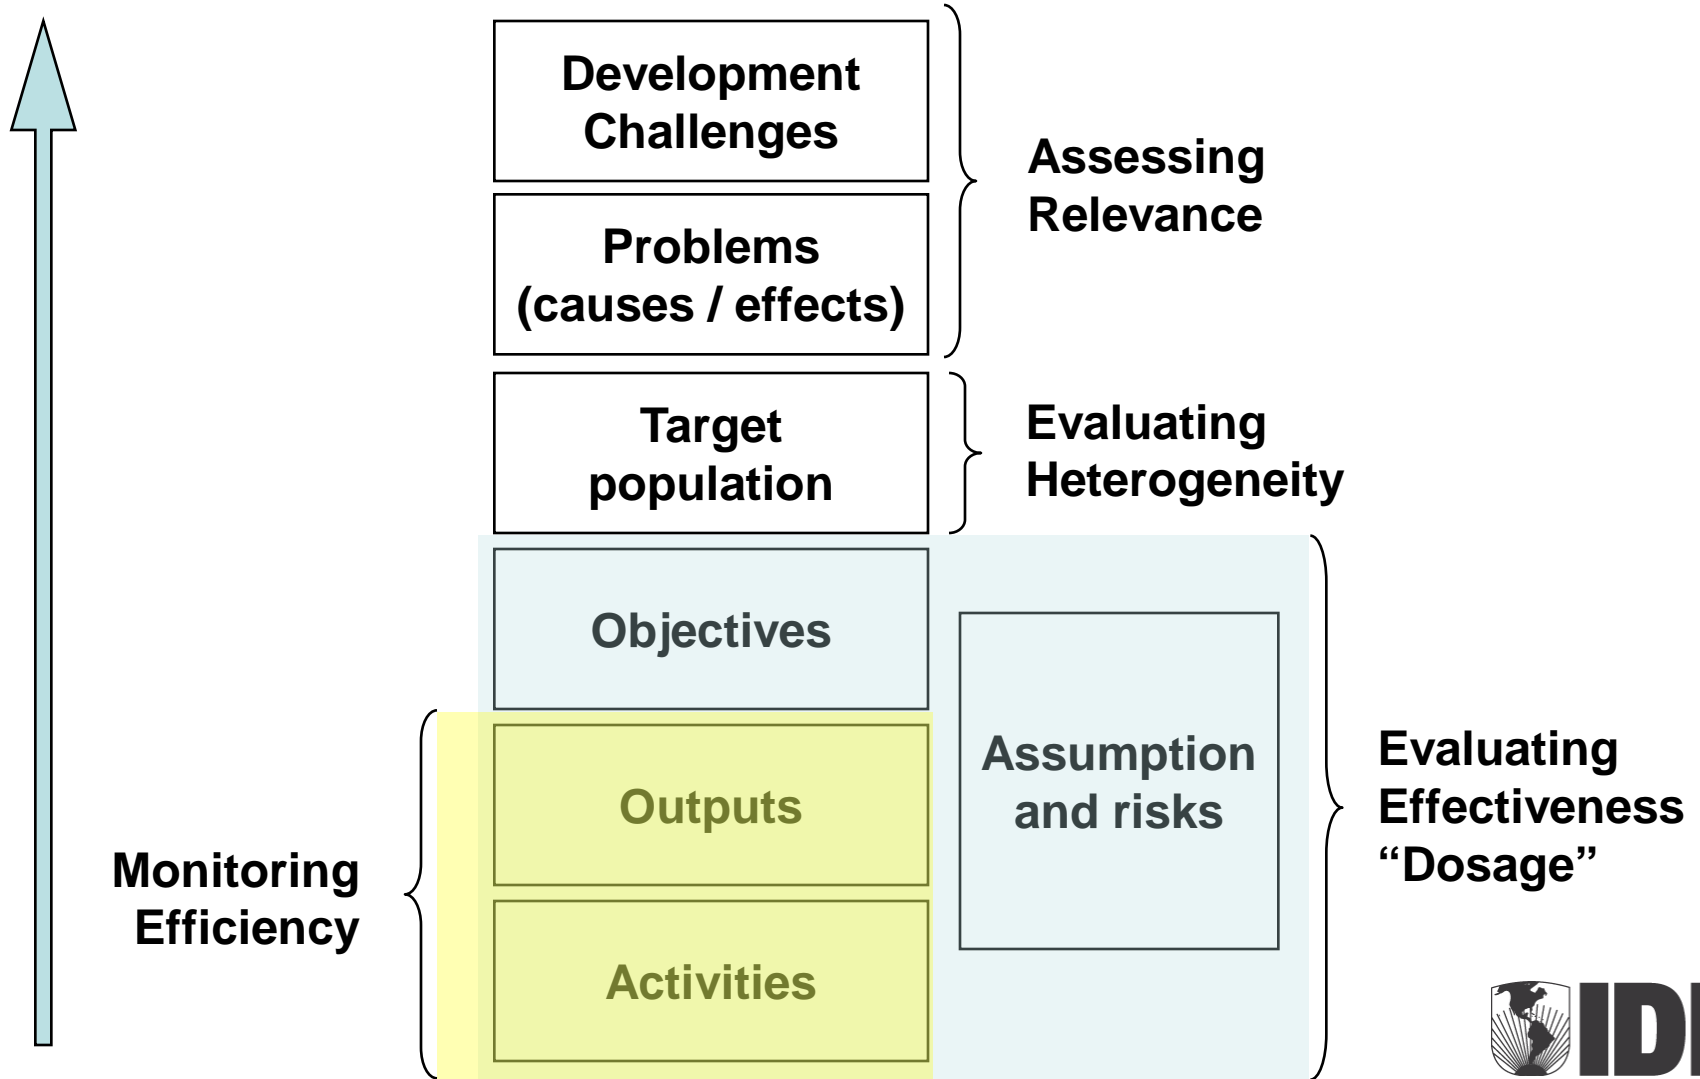 Development
Challenges
Assessing
Relevance
Problems
(causes / effects)
Target
population
Evaluating
Heterogeneity
Objectives
Assumption
and risks
Outputs
Evaluating
Effectiveness
“Dosage”
Monitoring
Efficiency
Activities